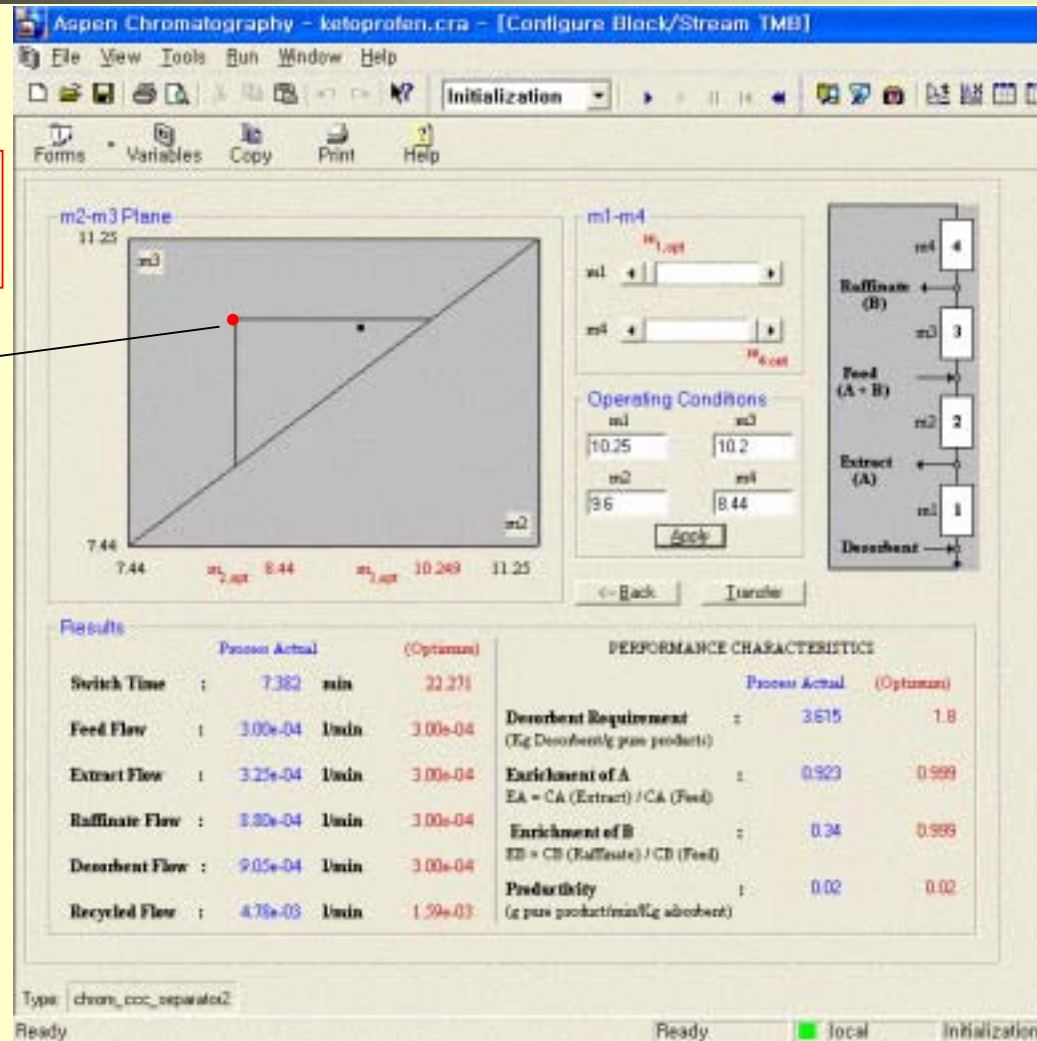 Aspen Chromatography - ketoprofen.cra - [Configure Block/Stream TMB]
File View Tools Run Window Help
Initialization
Forms Variables Copy Print Help
m2-m3 Plane
11.25
m3
m2
7.44
7.44 m2,opt 8.44 m3,opt 10.249 11.25
m1-m4
m1,opt
m1
m4
m4,opt
Operating Conditions
m1 m3
10.25 10.2
m2 m4
9.6 8.44
Apply
<-Back Transfer
m4 4
Raffinate
(B)
m3 3
Feed
(A + B)
m2 2
Extract
(A)
m1 1
Desorbent
Results
Process Actual (Optimum)
Switch Time : 7.382 min 22.271
Feed Flow : 3.00e-04 l/min 3.00e-04
Extract Flow : 3.25e-04 l/min 3.00e-04
Raffinate Flow : 8.80e-04 l/min 3.00e-04
Desorbent Flow : 9.05e-04 l/min 3.00e-04
Recycled Flow : 4.78e-03 l/min 1.59e-03
PERFORMANCE CHARACTERISTICS
Process Actual (Optimum)
Desorbent Requirement : 3.615 1.8
(Kg Desorbent/g pure products)
Enrichment of A : 0.923 0.999
EA = CA (Extract) / CA (Feed)
Enrichment of B : 0.34 0.999
EB = CB (Raffinate) / CB (Feed)
Productivity : 0.02 0.02
(g pure product/min/Kg adsorbent)
Type: chrom_ccc_separator2
Ready Ready local Initialization